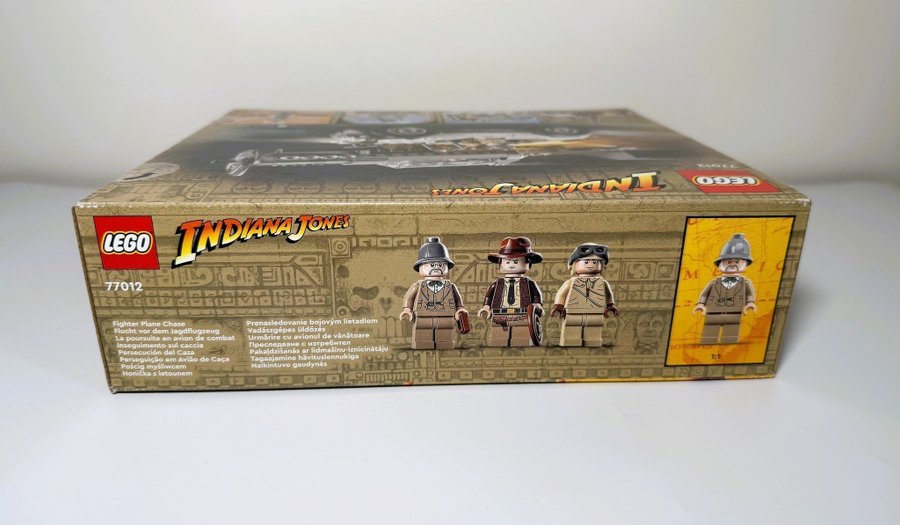 77012
LEGO
INDIANA JONES
LEGO
INDIANA JONES
77012
Fighter Plane Chase
Flucht vor dem Jagdflugzeug
La poursuite en avion de combat
Inseguimento sul caccia
Persecución del Caza
Perseguição em Avião de Caça
Pościg myśliwcem
Honička s letounem
Prenasledovanie bojovým lietadlom
Vadászgépes üldözés
Urmărire cu avionul de vânătoare
Преследване с изтребител
Pakaļdzīšanās ar lidmašīnu-iznīcinātāju
Tagaajamine hävituslennukiga
Naikintuvo gaudynės
1:1